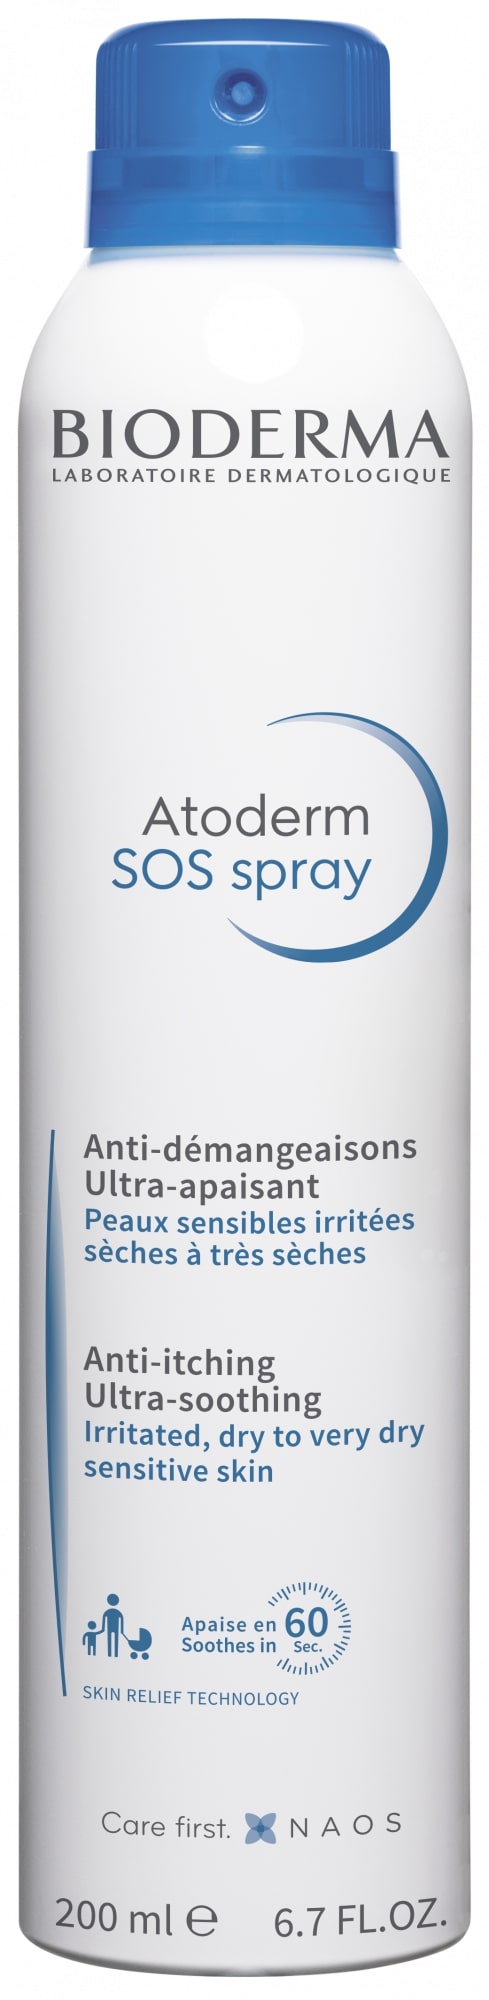 BIODERMA
LABORATOIRE DERMATOLOGIQUE
Atoderm
SOS spray
Anti-démangeaisons
Ultra-apaisant
Peaux sensibles irritées
sèches à très sèches
Anti-itching
Ultra-soothing
Irritated, dry to very dry
sensitive skin
Apaise en
Soothes in
60
Sec.
SKIN RELIEF TECHNOLOGY
Care first. NAOS
200 ml ℮ 6.7 FL.OZ.